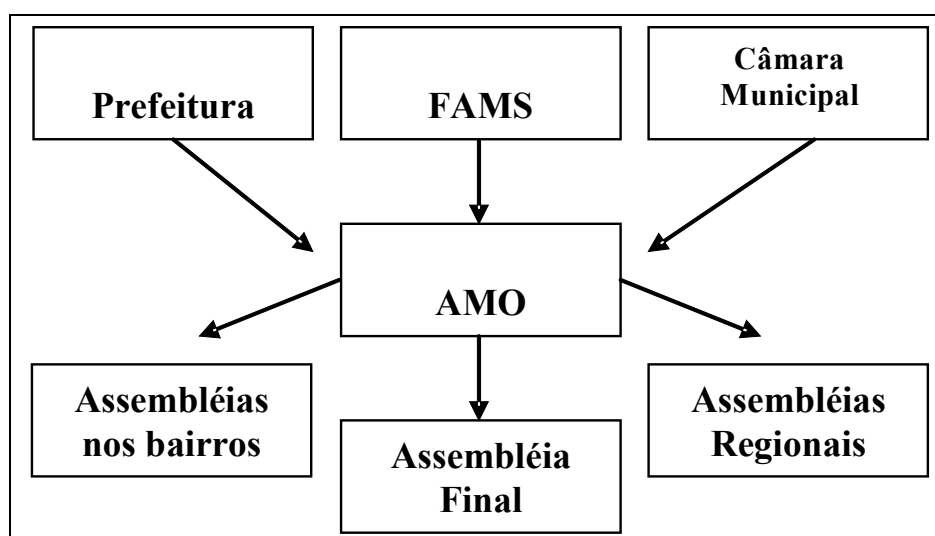 Prefeitura
FAMS
Câmara
Municipal
AMO
Assembléias
nos bairros
Assembléia
Final
Assembléias
Regionais